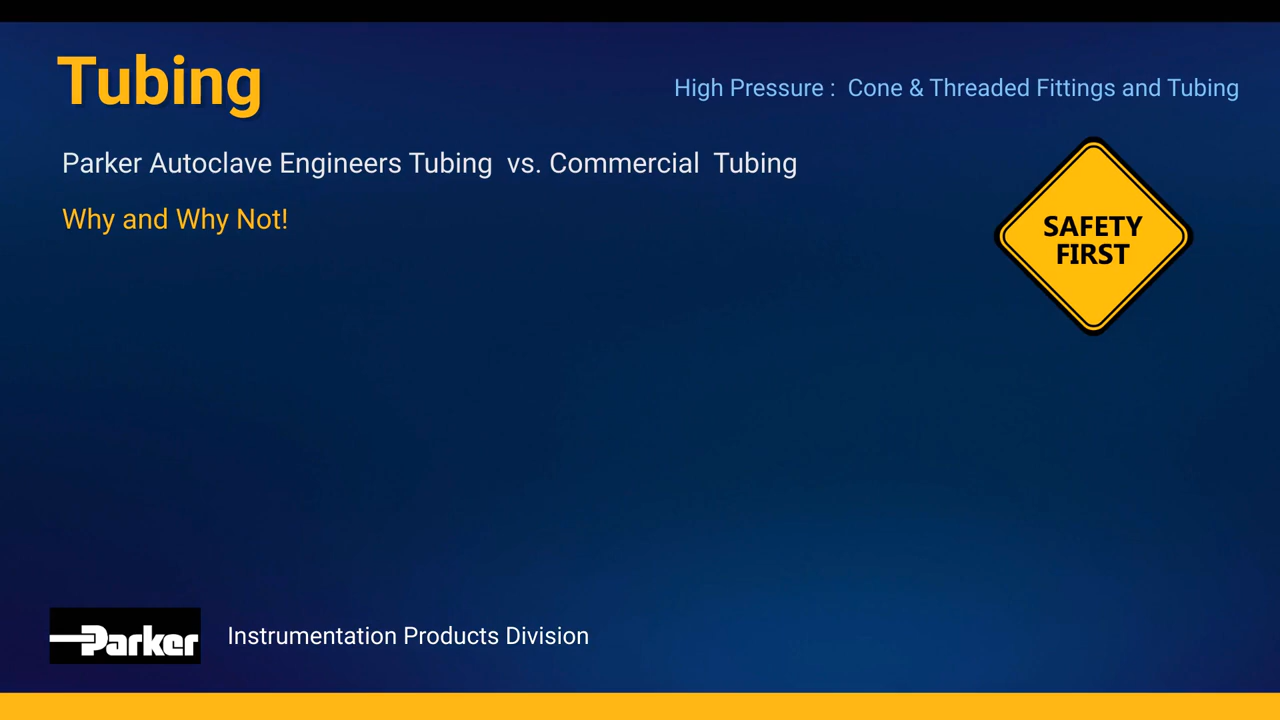 Tubing
High Pressure : Cone & Threaded Fittings and Tubing
Parker Autoclave Engineers Tubing vs. Commercial Tubing
Why and Why Not!
SAFETY
FIRST
Parker
Instrumentation Products Division